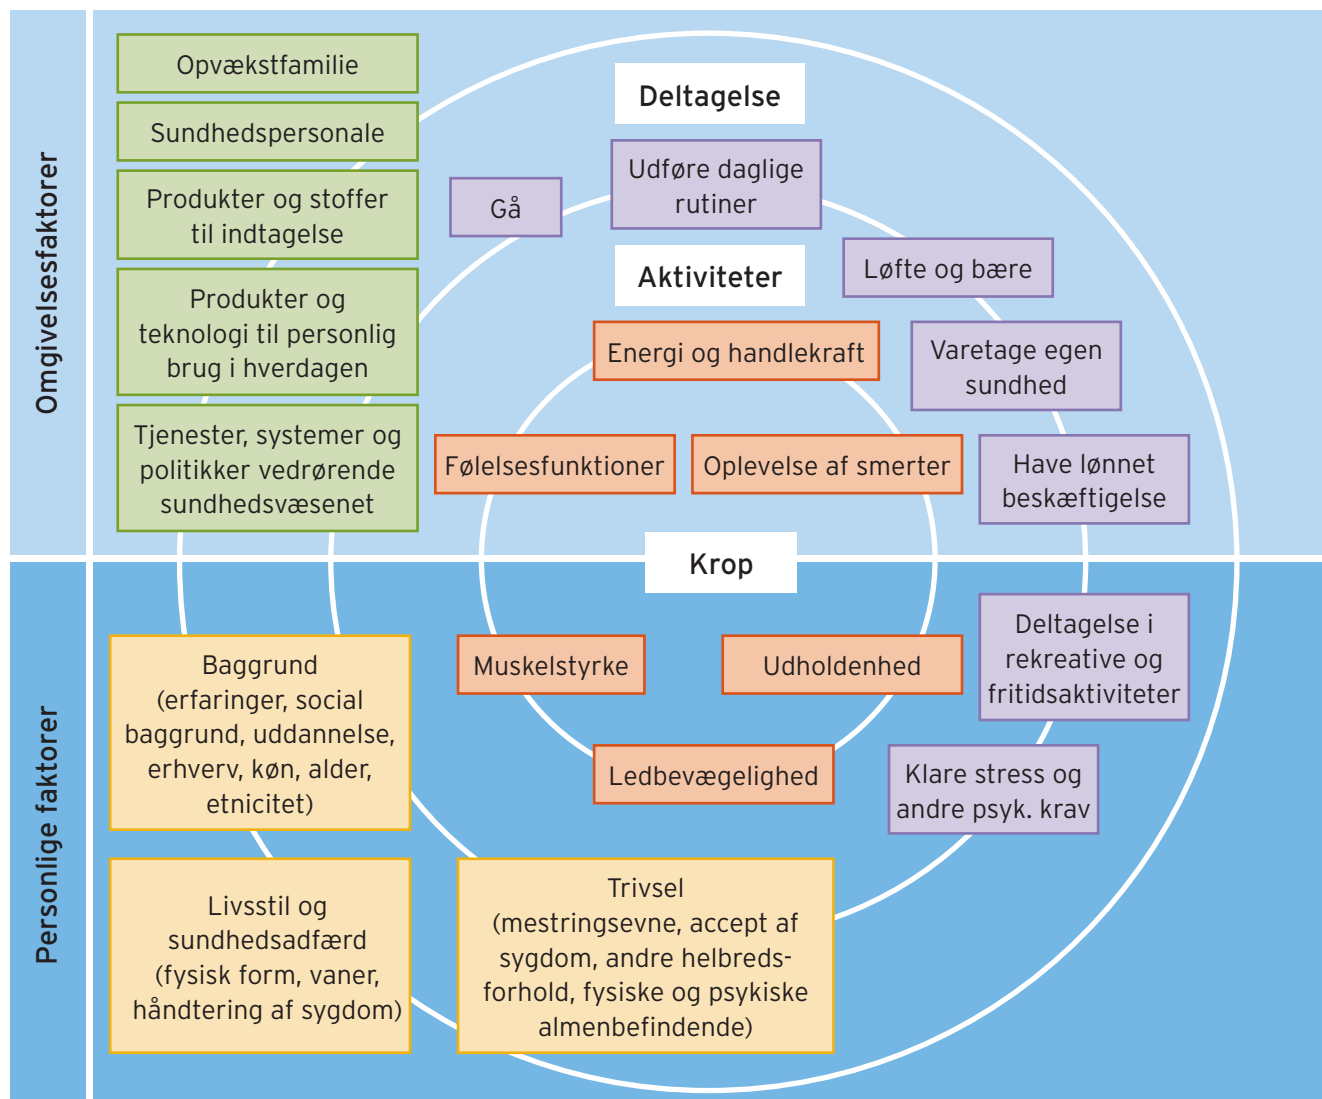 Omgivelsesfaktorer
Opvækstfamilie
Sundhedspersonale
Produkter og stoffer
til indtagelse
Produkter og
teknologi til personlig
brug i hverdagen
Tjenester, systemer og
politikker vedrørende
sundhedsvæsenet
Deltagelse
Udføre daglige
rutiner
Gå
Aktiviteter
Løfte og bære
Energi og handlekraft
Varetage egen
sundhed
Følelsesfunktioner
Oplevelse af smerter
Have lønnet
beskæftigelse
Krop
Personlige faktorer
Baggrund
(erfaringer, social
baggrund, uddannelse,
erhverv, køn, alder,
etnicitet)
Muskelstyrke
Udholdenhed
Deltagelse i
rekreative og
fritidsaktiviteter
Ledbevægelighed
Klare stress og
andre psyk. krav
Livsstil og
sundhedsadfærd
(fysisk form, vaner,
håndtering af sygdom)
Trivsel
(mestringsevne, accept af
sygdom, andre helbreds-
forhold, fysiske og psykiske
almenbefindende)